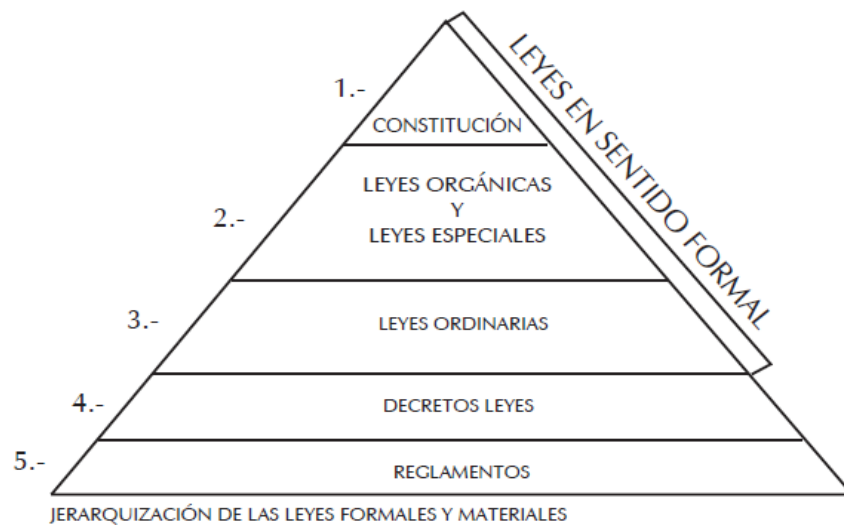 LEYES EN SENTIDO FORMAL
1.-
CONSTITUCIÓN
2.-
LEYES ORGÁNICAS
Y
LEYES ESPECIALES
3.-
LEYES ORDINARIAS
4.-
DECRETOS LEYES
5.-
REGLAMENTOS
JERARQUIZACIÓN DE LAS LEYES FORMALES Y MATERIALES